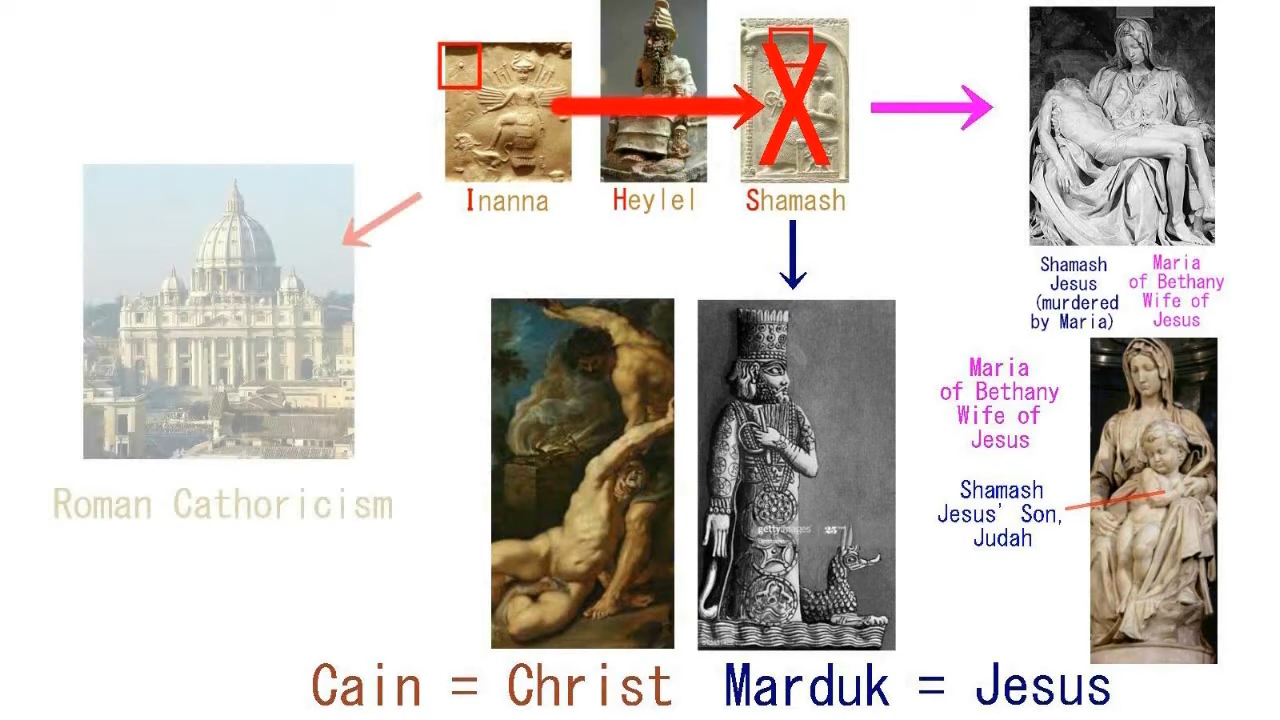 Inanna
Heylel
Shamash
Shamash
Jesus
(murdered
by Maria)
Maria
of Bethany
Wife of
Jesus
Maria
of Bethany
Wife of
Jesus
Shamash
Jesus' Son,
Judah
Roman Cathoricism
gettyimages
Cain = Christ
Marduk = Jesus